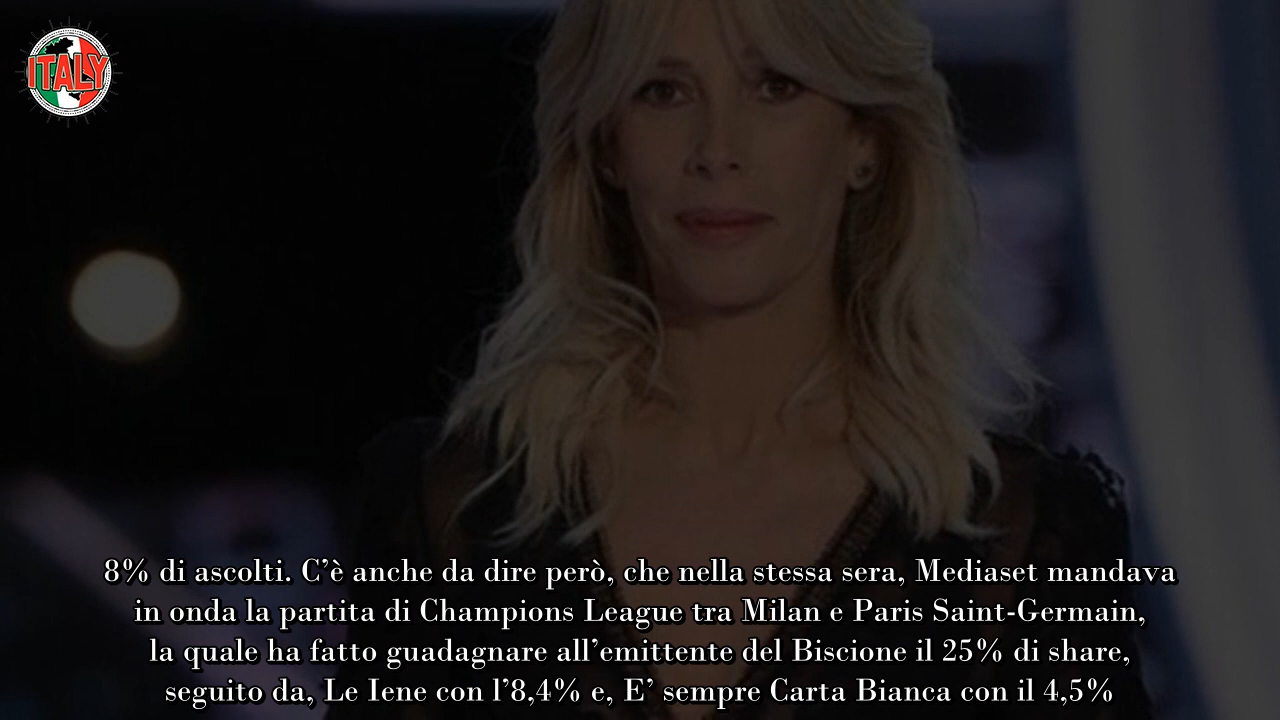 ITALY
8% di ascolti. C’è anche da dire però, che nella stessa sera, Mediaset mandava
in onda la partita di Champions League tra Milan e Paris Saint-Germain,
la quale ha fatto guadagnare all’emittente del Biscione il 25% di share,
seguito da, Le Iene con l’8,4% e, E’ sempre Carta Bianca con il 4,5%